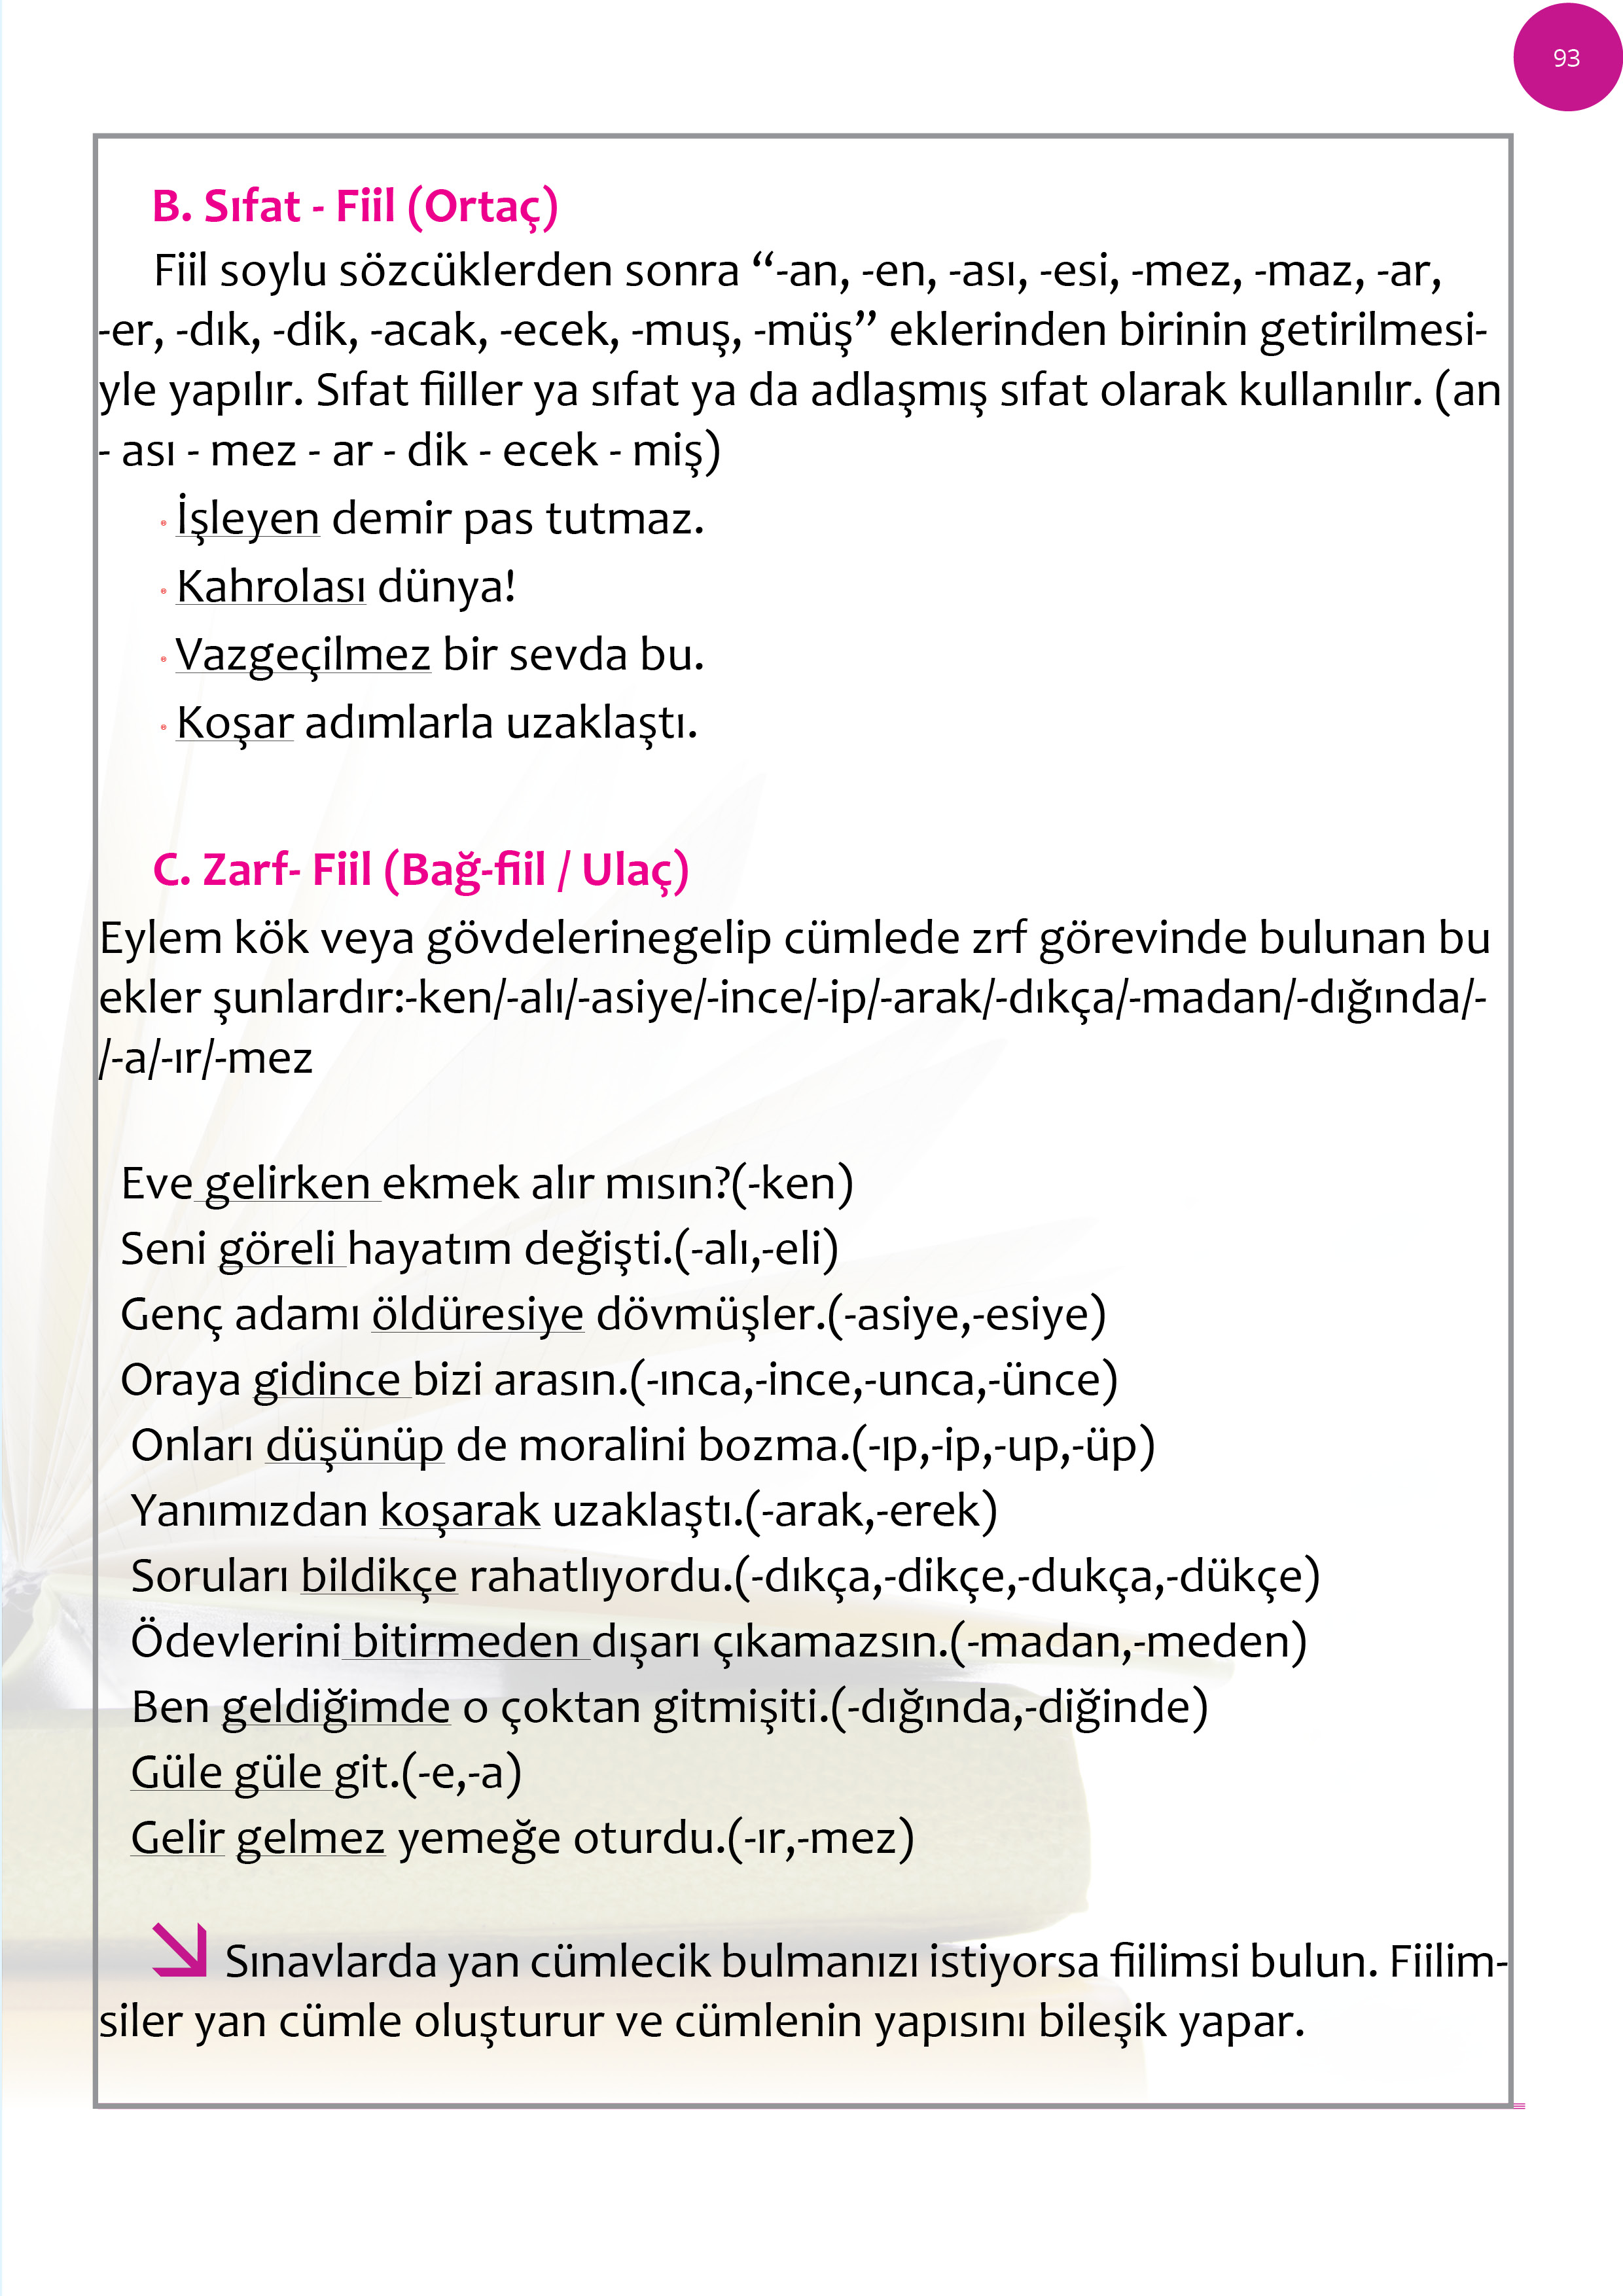 93
B. Sıfat - Fiil (Ortaç)
Fiil soylu sözcüklerden sonra “-an, -en, -ası, -esi, -mez, -maz, -ar,
-er, -dık, -dik, -acak, -ecek, -muş, -müş” eklerinden birinin getirilmesi-
yle yapılır. Sıfat fiiller ya sıfat ya da adlaşmış sıfat olarak kullanılır. (an
- ası - mez - ar - dik - ecek - miş)
İşleyen demir pas tutmaz.
Kahrolası dünya!
Vazgeçilmez bir sevda bu.
Koşar adımlarla uzaklaştı.
C. Zarf- Fiil (Bağ-fiil / Ulaç)
Eylem kök veya gövdelerinegelip cümlede zrf görevinde bulunan bu
ekler şunlardır:-ken/-alı/-asiye/-ince/-ip/-arak/-dıkça/-madan/-dığında/-
/-a/-ır/-mez
Eve gelirken ekmek alır mısın?(-ken)
Seni göreli hayatım değişti.(-alı,-eli)
Genç adamı öldüresiye dövmüşler.(-asiye,-esiye)
Oraya gidince bizi arasın.(-ınca,-ince,-unca,-ünce)
Onları düşünüp de moralini bozma.(-ıp,-ip,-up,-üp)
Yanımızdan koşarak uzaklaştı.(-arak,-erek)
Soruları bildikçe rahatlıyordu.(-dıkça,-dikçe,-dukça,-dükçe)
Ödevlerini bitirmeden dışarı çıkamazsın.(-madan,-meden)
Ben geldiğimde o çoktan gitmişiti.(-dığında,-diğinde)
Güle güle git.(-e,-a)
Gelir gelmez yemeğe oturdu.(-ır,-mez)
Sınavlarda yan cümlecik bulmanızı istiyorsa fiilimsi bulun. Fiilim-
siler yan cümle oluşturur ve cümlenin yapısını bileşik yapar.